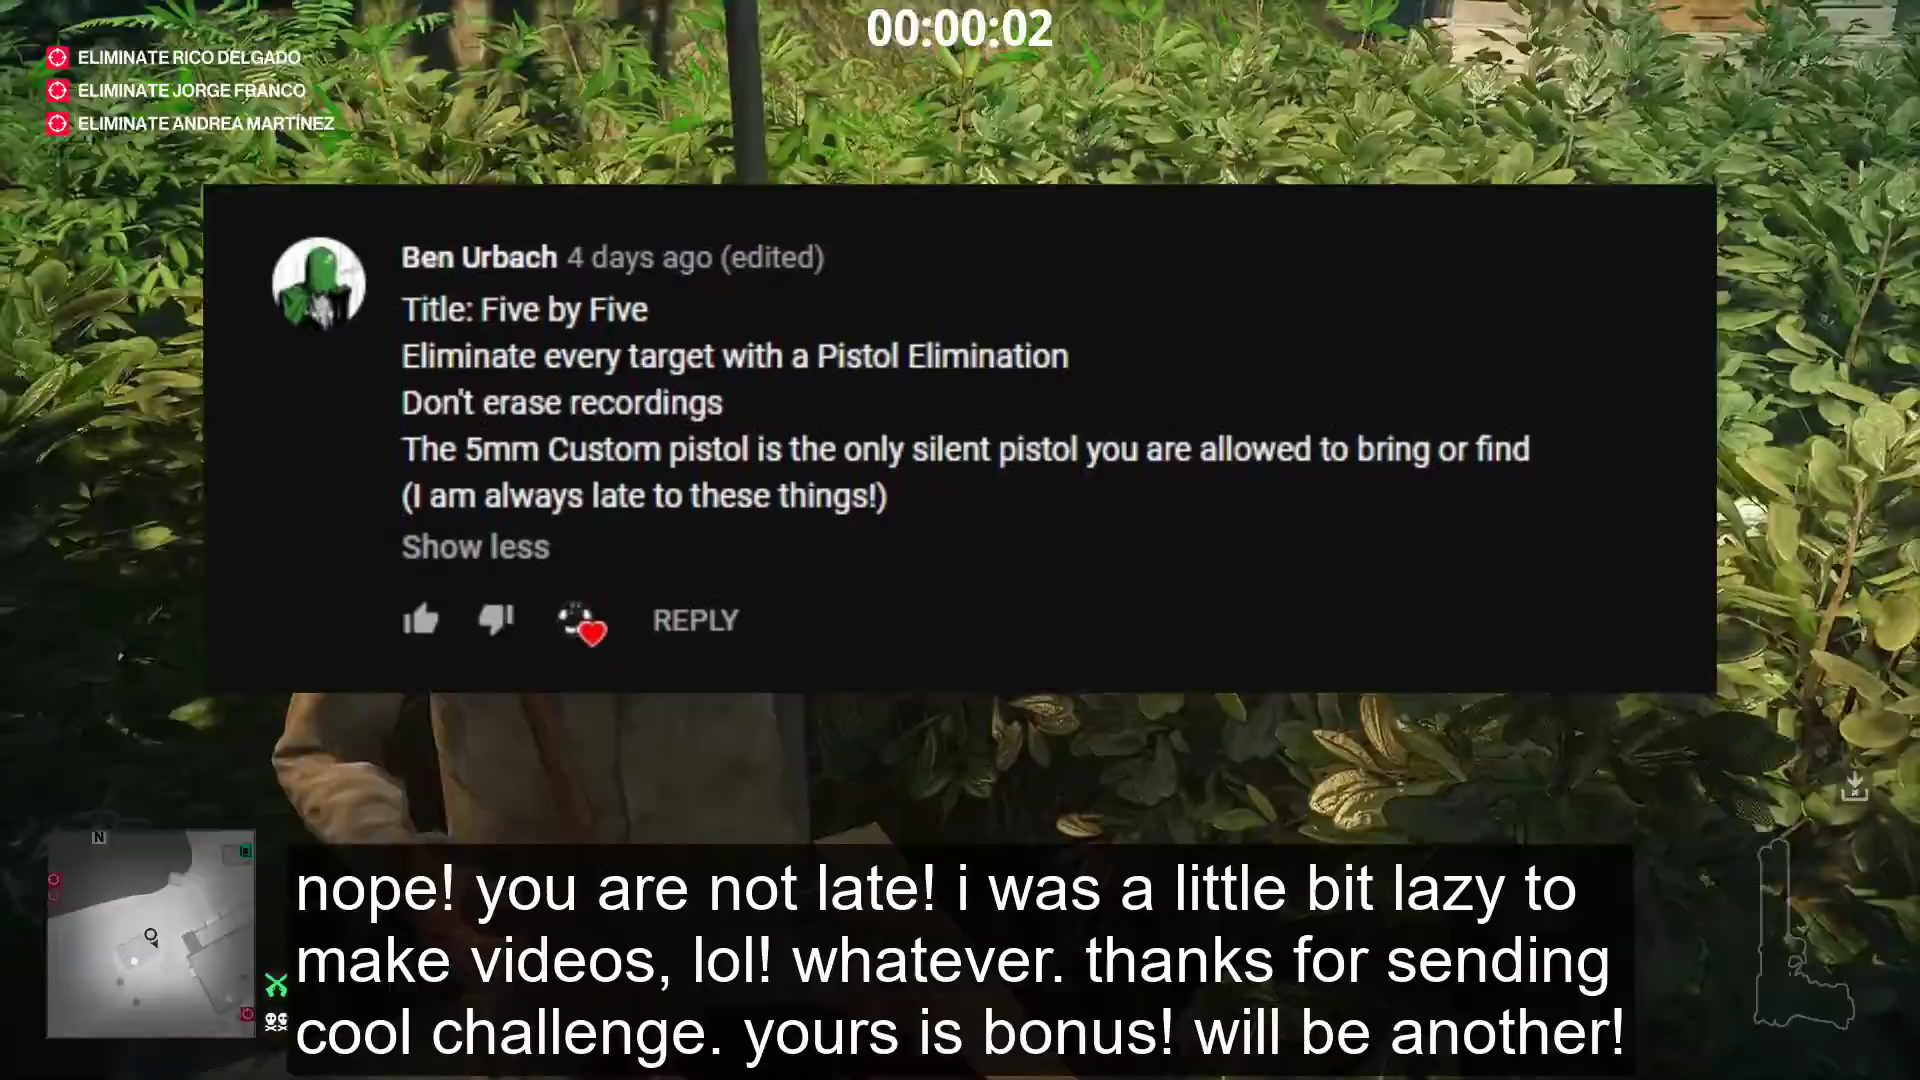 00:00:02
ELIMINATE RICO DELGADO
ELIMINATE JORGE FRANCO
ELIMINATE ANDREA MARTÍNEZ
Ben Urbach 4 days ago (edited)
Title: Five by Five
Eliminate every target with a Pistol Elimination
Don't erase recordings
The 5mm Custom pistol is the only silent pistol you are allowed to bring or find
(I am always late to these things!)
Show less
REPLY
N
nope! you are not late! i was a little bit lazy to
make videos, lol! whatever. thanks for sending
cool challenge. yours is bonus! will be another!